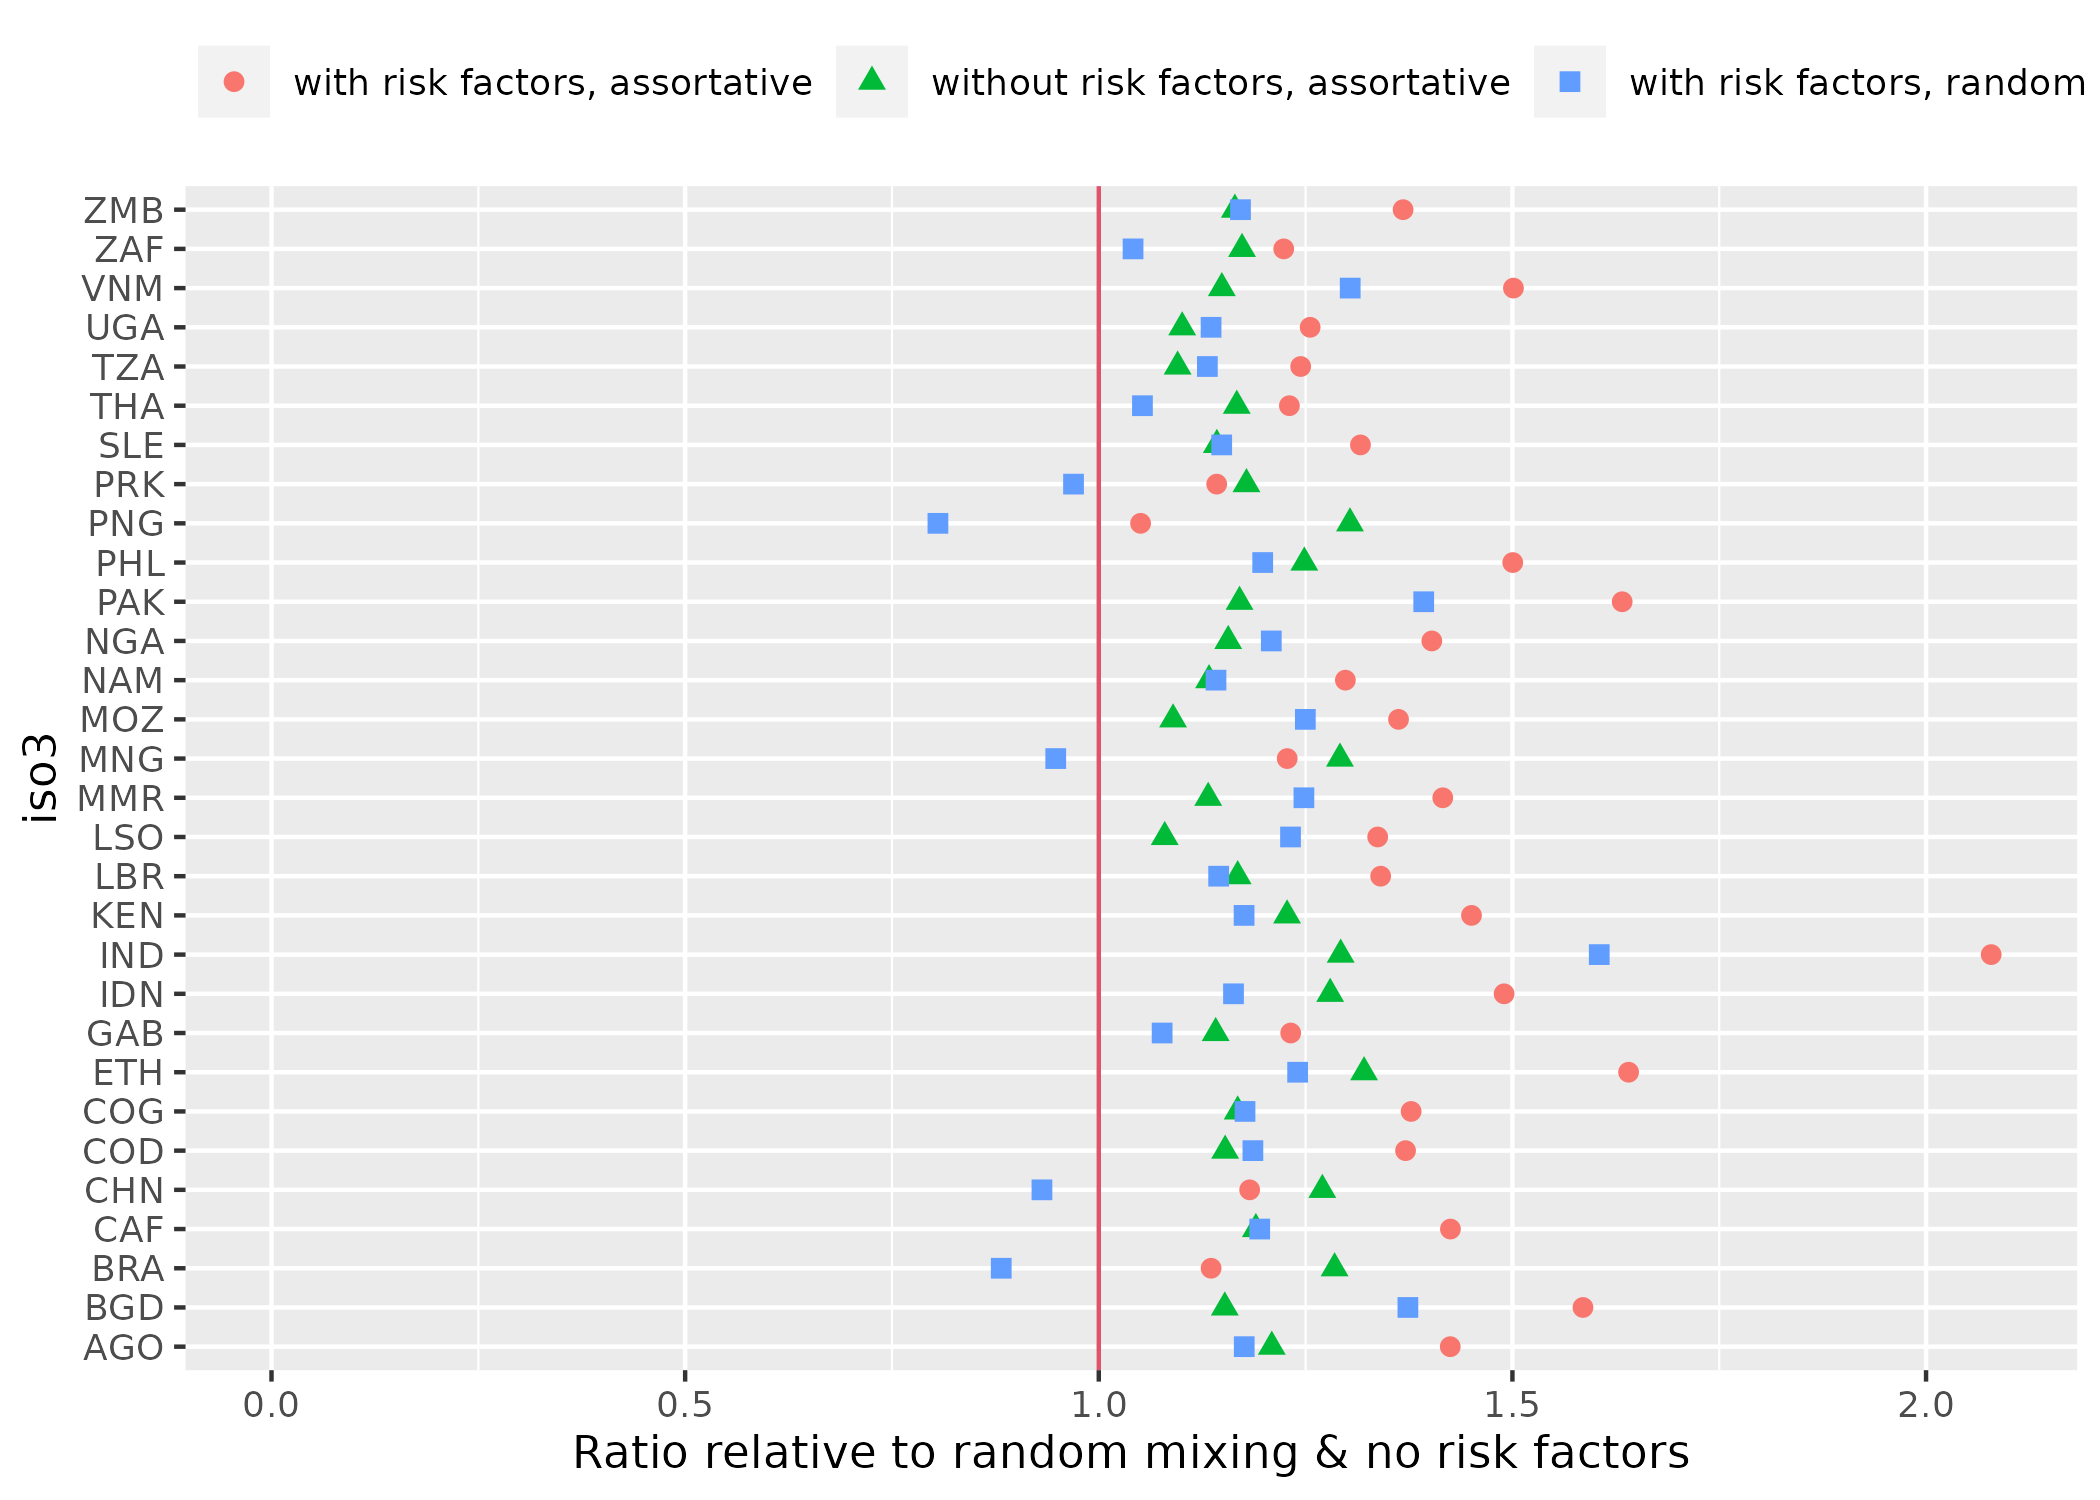 with risk factors, assortative without risk factors, assortative with risk factors, random
ZMB
ZAF
VNM
UGA
TZA
THA
SLE
PRK
PNG
PHL
PAK
NGA
NAM
MOZ
MNG
MMR
LSO
LBR
KEN
IND
IDN
GAB
ETH
COG
COD
CHN
CAF
BRA
BGD
AGO
iso3
0.0 0.5 1.0 1.5 2.0
Ratio relative to random mixing & no risk factors